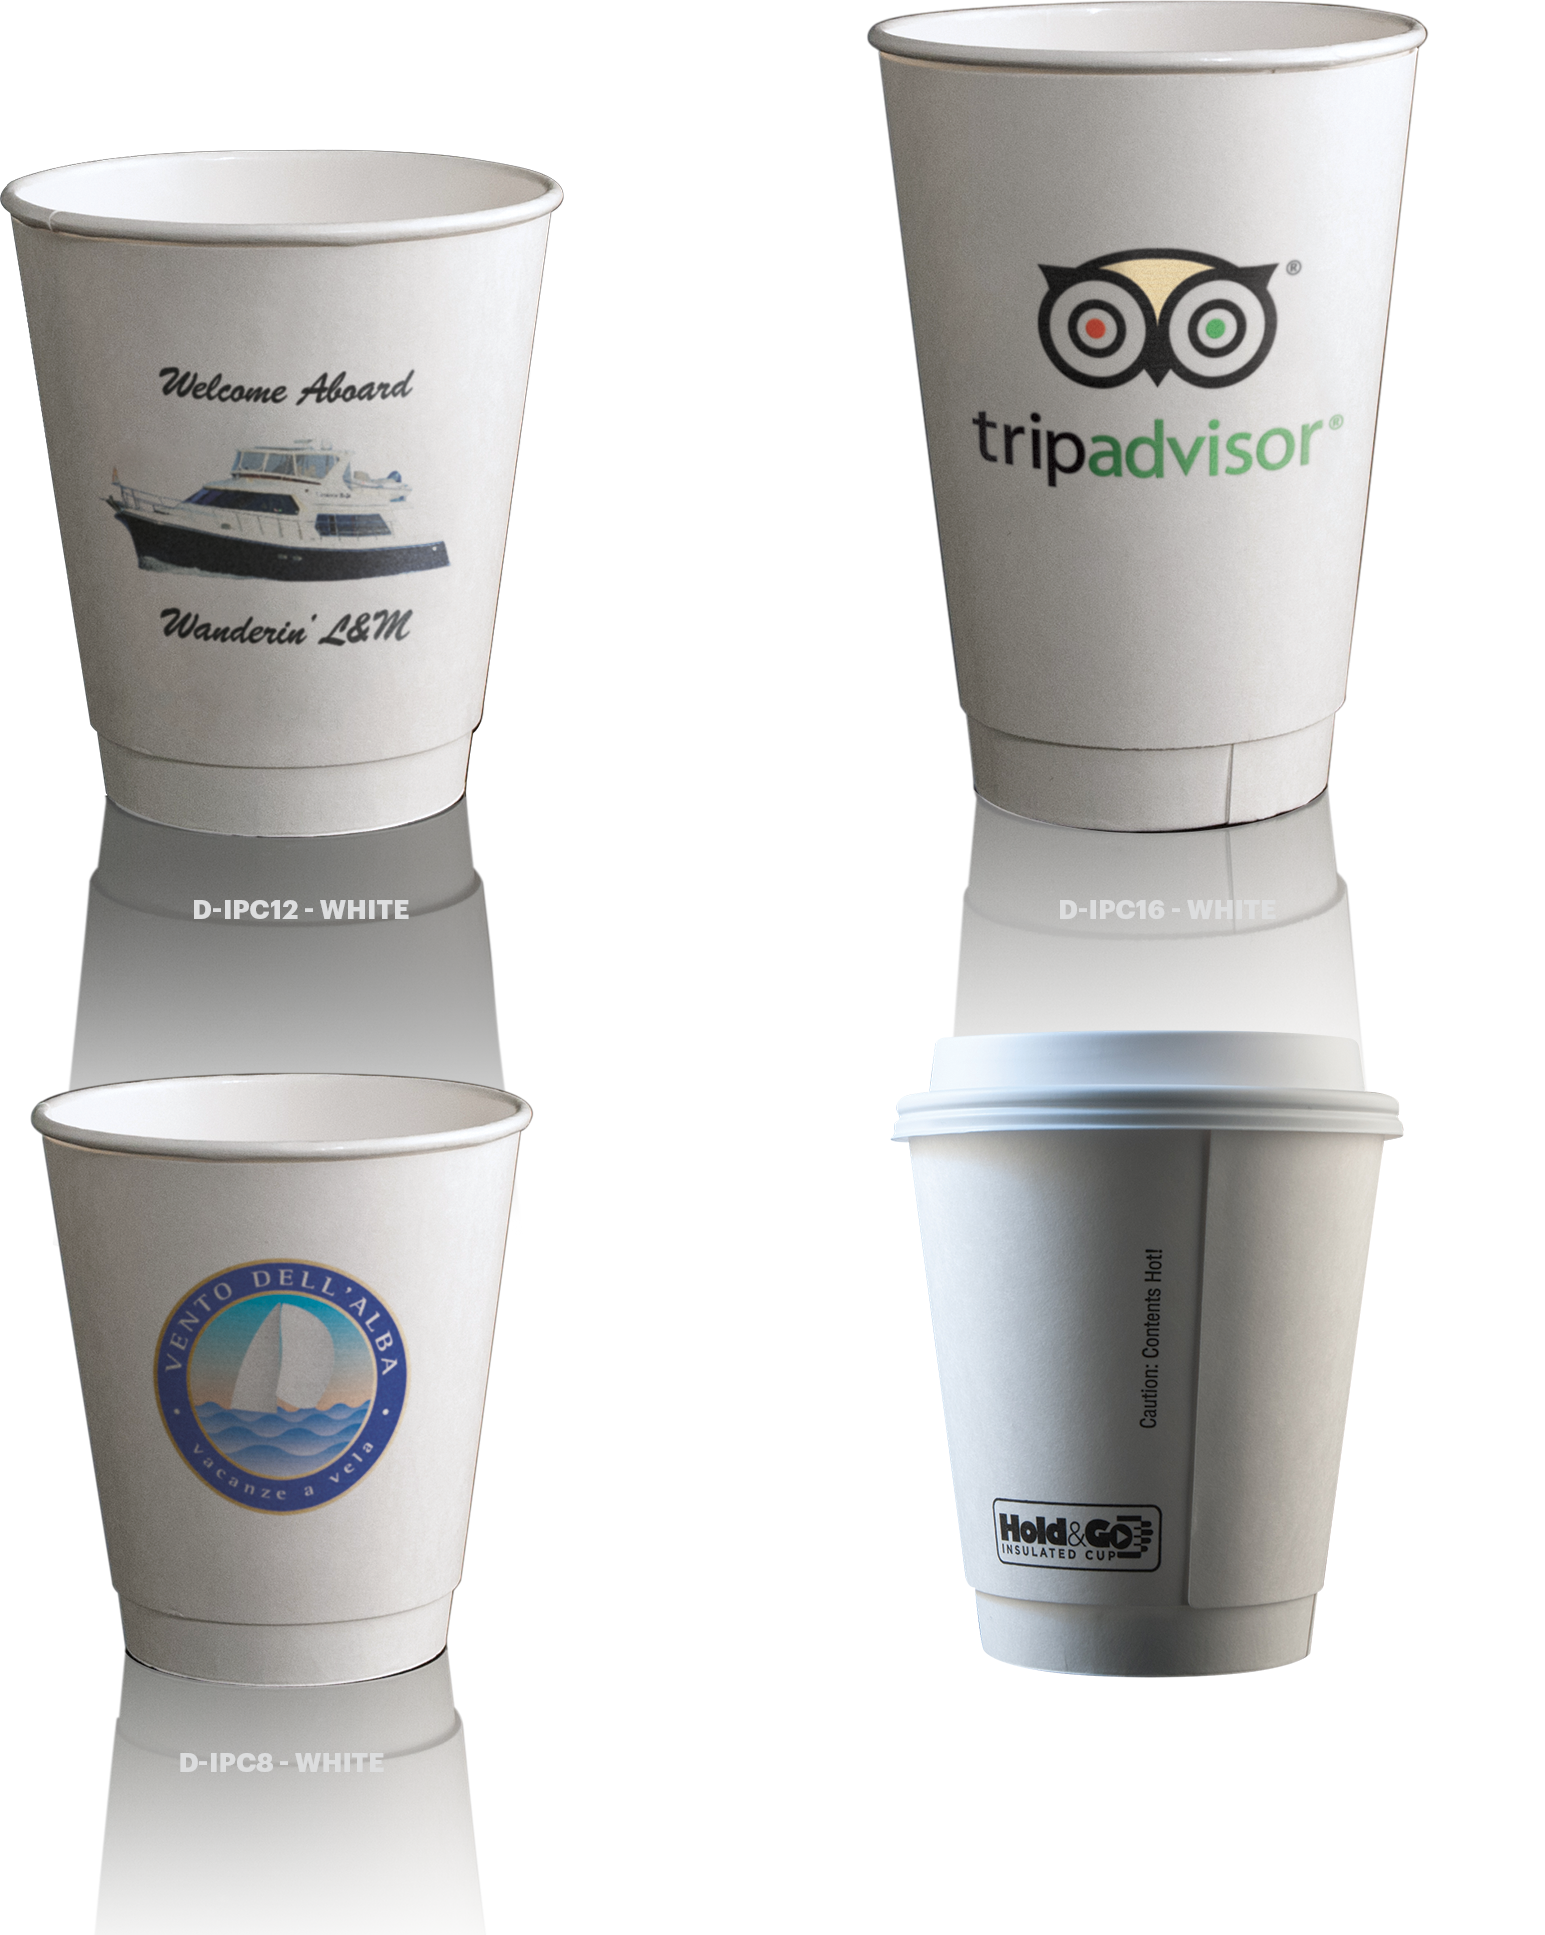 Welcome Aboard
Wanderin' L&M
D-IPC12 - WHITE
®
tripadvisor®
D-IPC16 - WHITE
VENTO DELL'ALBA
vacanze a vela
D-IPC8 - WHITE
Caution: Contents Hot!
Hold&GO
INSULATED CUP